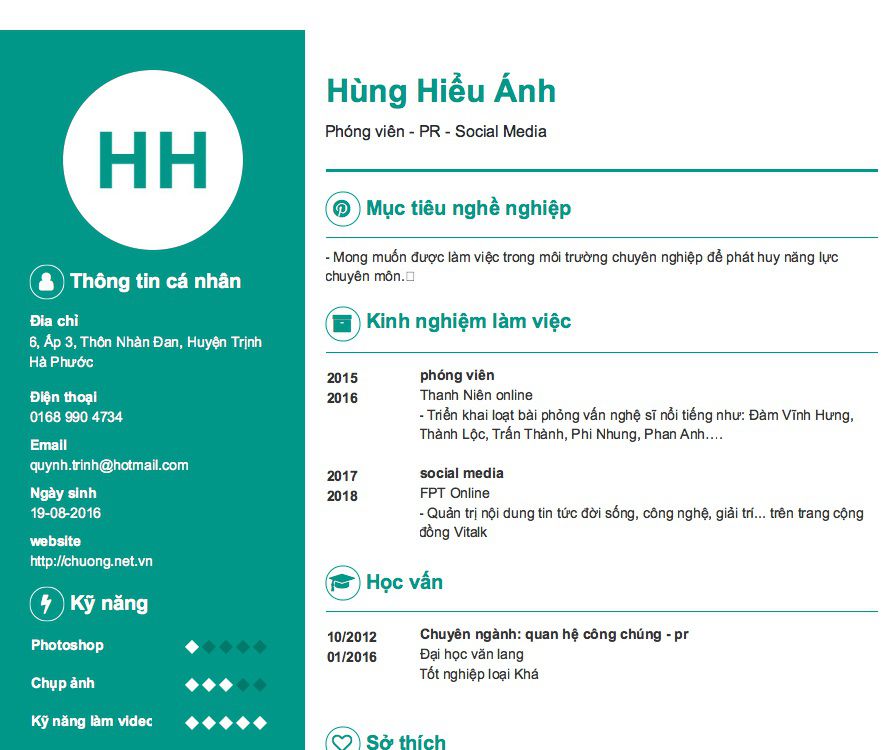 HH
Thông tin cá nhân
Địa chỉ
6, Ấp 3, Thôn Nhàn Đan, Huyện Trịnh
Hà Phước
Điện thoại
0168 990 4734
Email
quynh.trinh@hotmail.com
Ngày sinh
19-08-2016
website
http://chuong.net.vn
Kỹ năng
Photoshop
Chụp ảnh
Kỹ năng làm video
Hùng Hiểu Ánh
Phóng viên - PR - Social Media
Mục tiêu nghề nghiệp
- Mong muốn được làm việc trong môi trường chuyên nghiệp để phát huy năng lực
chuyên môn.
Kinh nghiệm làm việc
2015
2016
phóng viên
Thanh Niên online
- Triển khai loạt bài phỏng vấn nghệ sĩ nổi tiếng như: Đàm Vĩnh Hưng,
Thành Lộc, Trấn Thành, Phi Nhung, Phan Anh….
2017
2018
social media
FPT Online
- Quản trị nội dung tin tức đời sống, công nghệ, giải trí... trên trang cộng
đồng Vitalk
Học vấn
10/2012
01/2016
Chuyên ngành: quan hệ công chúng - pr
Đại học văn lang
Tốt nghiệp loại Khá
Sở thích